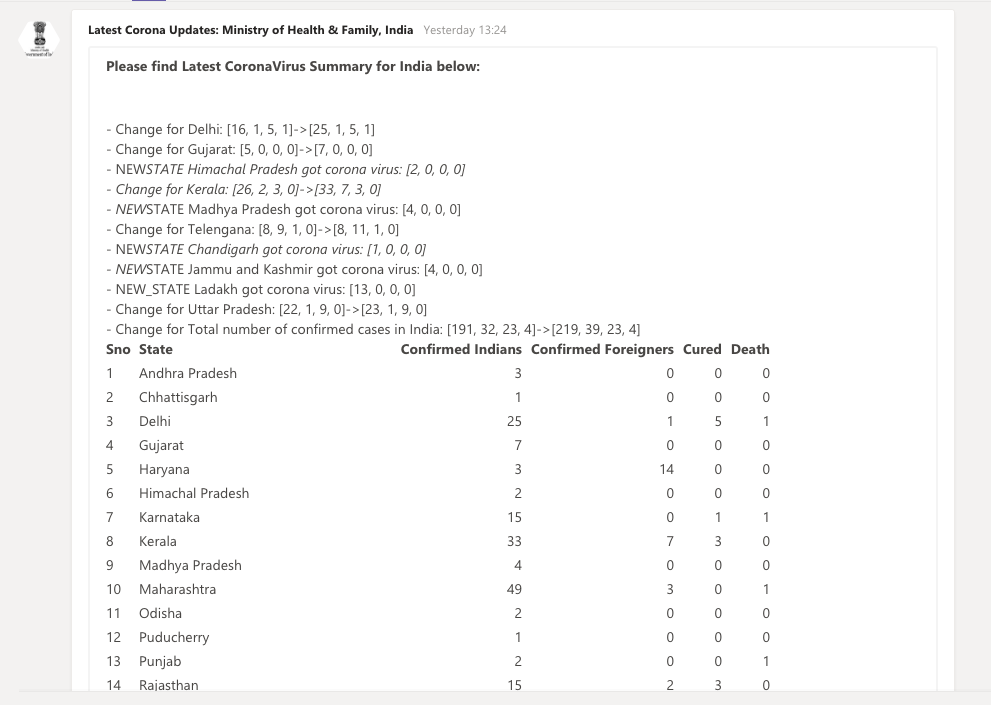 Latest Corona Updates: Ministry of Health & Family, India Yesterday 13:24
Please find Latest CoronaVirus Summary for India below:
- Change for Delhi: [16, 1, 5, 1]->[25, 1, 5, 1]
- Change for Gujarat: [5, 0, 0, 0]->[7, 0, 0, 0]
- NEWSTATE Himachal Pradesh got corona virus: [2, 0, 0, 0]
- Change for Kerala: [26, 2, 3, 0]->[33, 7, 3, 0]
- NEWSTATE Madhya Pradesh got corona virus: [4, 0, 0, 0]
- Change for Telengana: [8, 9, 1, 0]->[8, 11, 1, 0]
- NEWSTATE Chandigarh got corona virus: [1, 0, 0, 0]
- NEWSTATE Jammu and Kashmir got corona virus: [4, 0, 0, 0]
- NEW_STATE Ladakh got corona virus: [13, 0, 0, 0]
- Change for Uttar Pradesh: [22, 1, 9, 0]->[23, 1, 9, 0]
- Change for Total number of confirmed cases in India: [191, 32, 23, 4]->[219, 39, 23, 4]
Sno State Confirmed Indians Confirmed Foreigners Cured Death
1 Andhra Pradesh 3 0 0 0
2 Chhattisgarh 1 0 0 0
3 Delhi 25 1 5 1
4 Gujarat 7 0 0 0
5 Haryana 3 14 0 0
6 Himachal Pradesh 2 0 0 0
7 Karnataka 15 0 1 1
8 Kerala 33 7 3 0
9 Madhya Pradesh 4 0 0 0
10 Maharashtra 49 3 0 1
11 Odisha 2 0 0 0
12 Puducherry 1 0 0 0
13 Punjab 2 0 0 1
14 Rajasthan 15 2 3 0